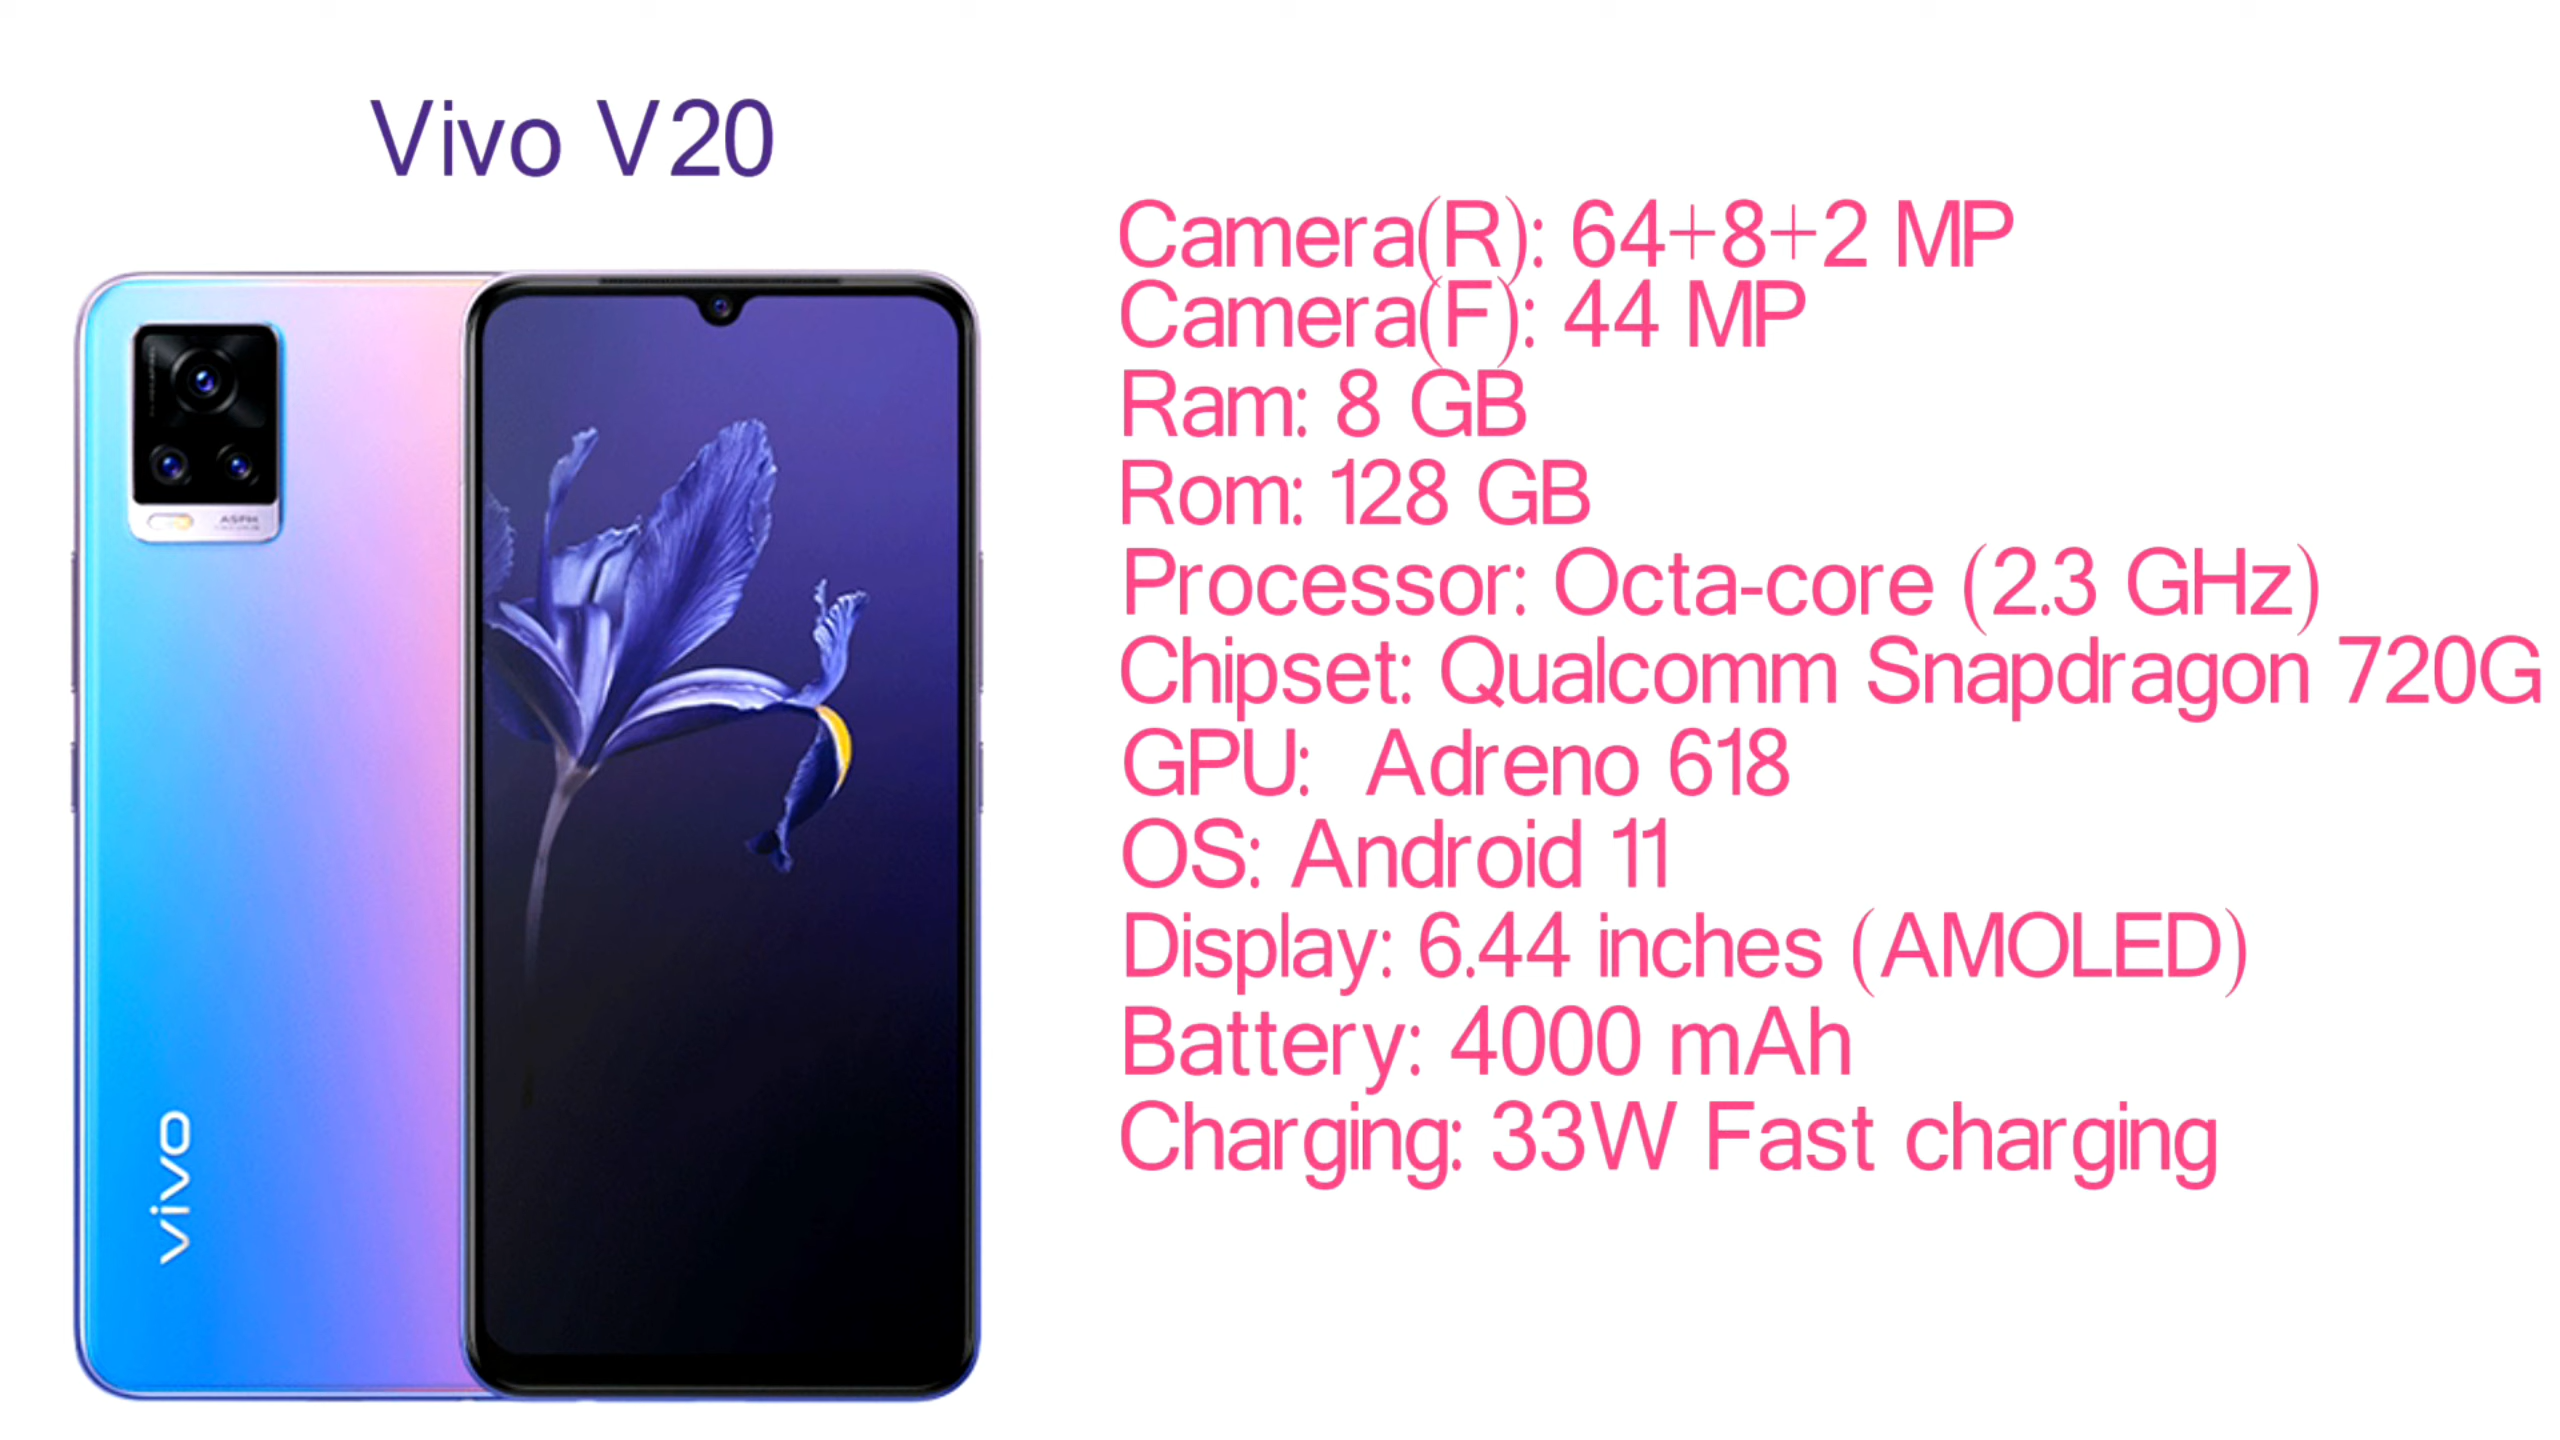 Vivo V20
Camera(R): 64+8+2 MP
Camera(F): 44 MP
Ram: 8 GB
Rom: 128 GB
Processor: Octa-core (2.3 GHz)
Chipset: Qualcomm Snapdragon 720G
GPU: Adreno 618
OS: Android 11
Display: 6.44 inches (AMOLED)
Battery: 4000 mAh
Charging: 33W Fast charging
vivo